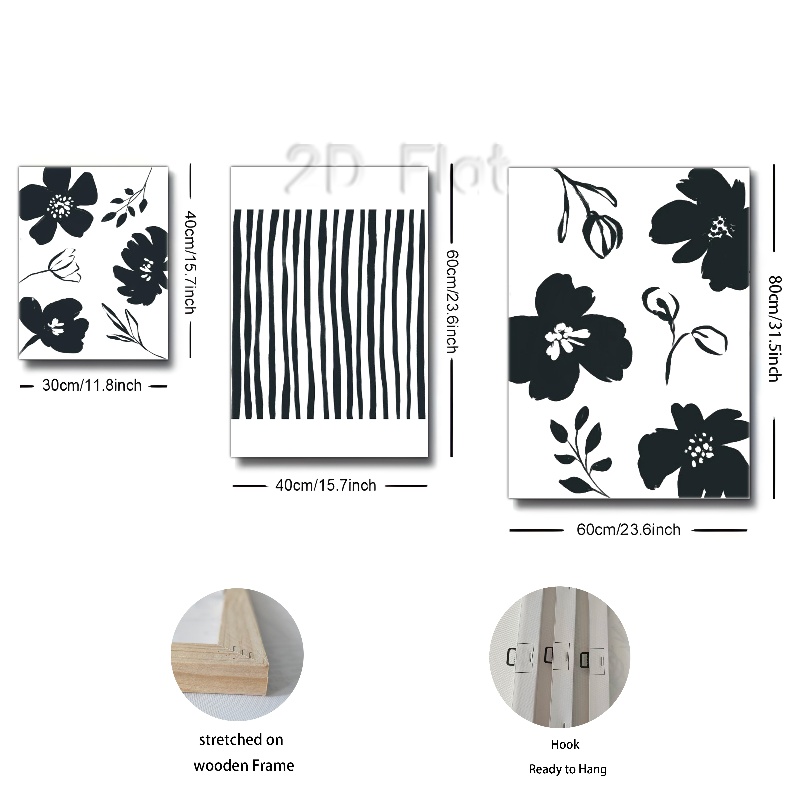 2D Flat
40cm/15.7inch
30cm/11.8inch
60cm/23.6inch
40cm/15.7inch
80cm/31.5inch
60cm/23.6inch
stretched on
wooden Frame
Hook
Ready to Hang